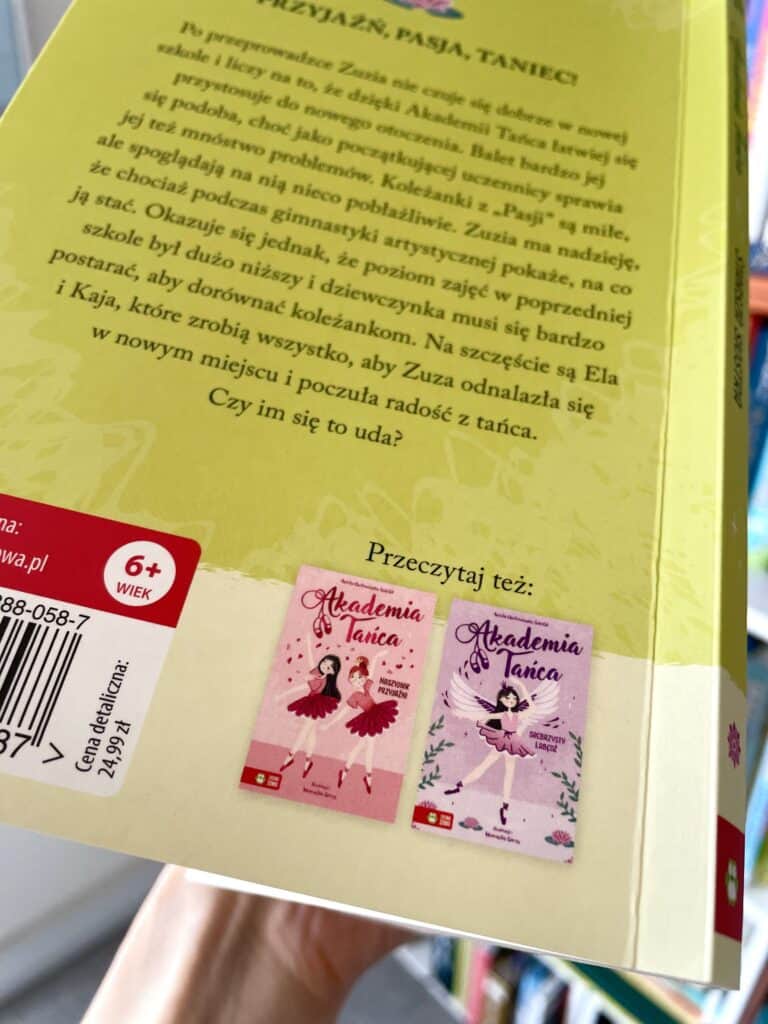 PRZYJAŹŃ, PASJA, TANIEC!
Po przeprowadzce Zuzia nie czuje się dobrze w nowej
szkole i liczy na to, że dzięki Akademii Tańca łatwiej się
przystosuje do nowego otoczenia. Balet bardzo jej
się podoba, choć jako początkującej uczennicy sprawia
jej też mnóstwo problemów. Koleżanki z „Pasji” są miłe,
ale spoglądają na nią nieco pobłażliwie. Zuzia ma nadzieję,
że chociaż podczas gimnastyki artystycznej pokaże, na co
ją stać. Okazuje się jednak, że poziom zajęć w poprzedniej
szkole był dużo niższy i dziewczynka musi się bardzo
postarać, aby dorównać koleżankom. Na szczęście są Ela
i Kaja, które zrobią wszystko, aby Zuza odnalazła się
w nowym miejscu i poczuła radość z tańca.
Czy im się to uda?
na:
owa.pl
6+
WIEK
888-058-7
87 >
Cena detaliczna:
24,99 zł
Przeczytaj też:
Akademia
Tańca
NASZYJNIK
PRZYJAŹNI
Akademia
Tańca
SREBRZYSTY
ŁABĘDŹ